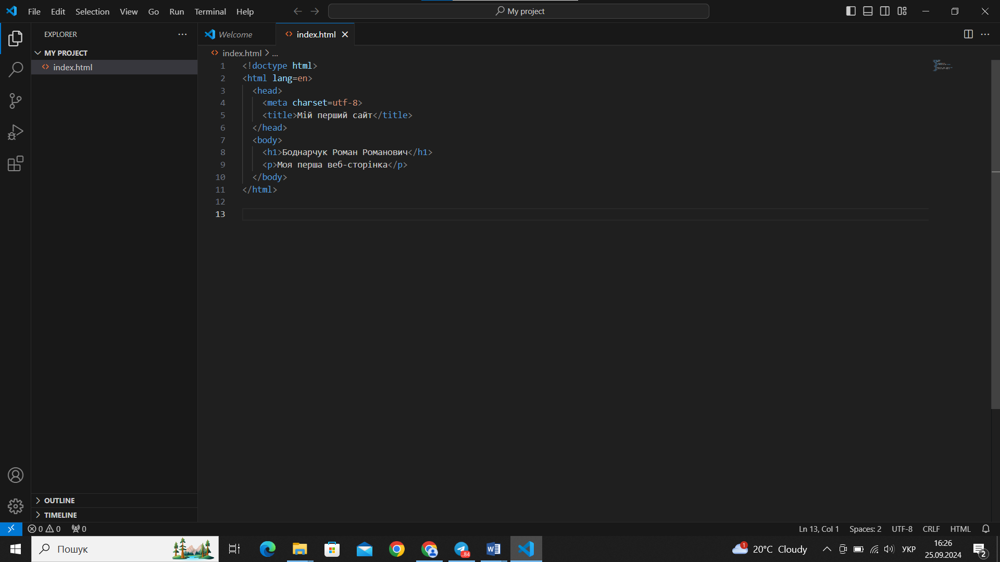 File Edit Selection View Go Run Terminal Help My project
EXPLORER
Welcome
index.html
MY PROJECT
index.html
index.html > ...
1 <!doctype html>
2 <html lang=en>
3 <head>
4 <meta charset=utf-8>
5 <title>Мій перший сайт</title>
6 </head>
7 <body>
8 <h1>Боднарчук Роман Романович</h1>
9 <p>Моя перша веб-сторінка</p>
10 </body>
11 </html>
12
13
OUTLINE
TIMELINE
0 0 0 Ln 13, Col 1 Spaces: 2 UTF-8 CRLF HTML
Пошук
..84
1
20°C Cloudy
УКР
16:26
25.09.2024
2